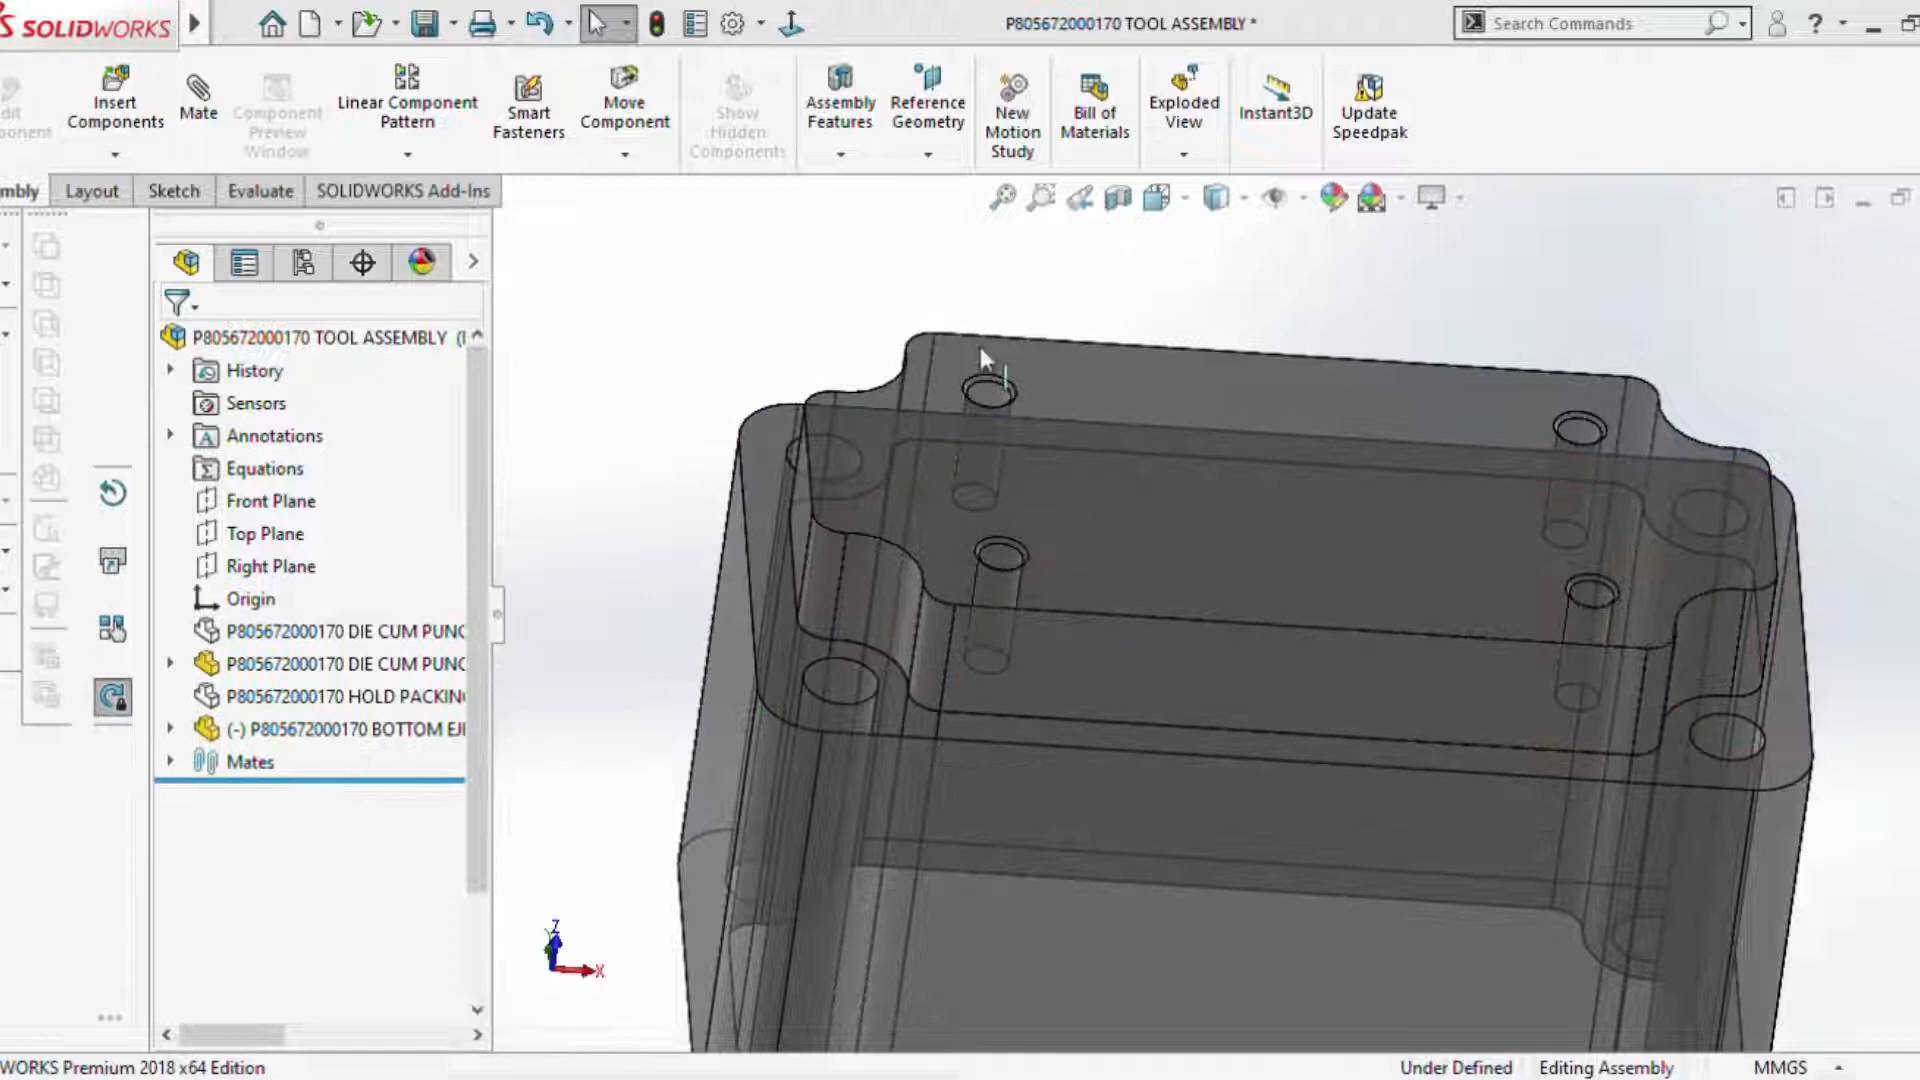 SOLIDWORKS
P805672000170 TOOL ASSEMBLY *
Search Commands
?
Insert
Components
Mate
Component
Preview
Window
Linear Component
Pattern
Smart
Fasteners
Move
Component
Show
Hidden
Components
Assembly
Features
Reference
Geometry
New
Motion
Study
Bill of
Materials
Exploded
View
Instant3D
Update
Speedpak
mbly
Layout
Sketch
Evaluate
SOLIDWORKS Add-Ins
P805672000170 TOOL ASSEMBLY (
History
Sensors
Annotations
Equations
Front Plane
Top Plane
Right Plane
Origin
P805672000170 DIE CUM PUNC
P805672000170 DIE CUM PUNC
P805672000170 HOLD PACKIN
(-) P805672000170 BOTTOM EJ
Mates
Z
X
WORKS Premium 2018 x64 Edition
Under Defined
Editing Assembly
MMGS